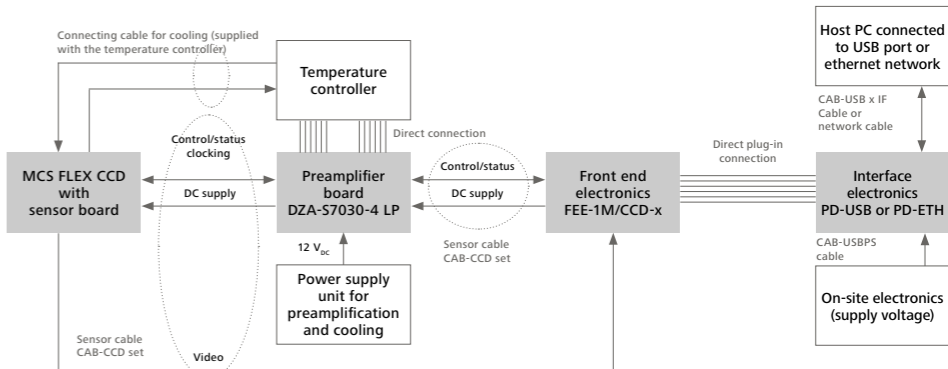 Connecting cable for cooling (supplied
with the temperature controller)
Temperature
controller
Host PC connected
to USB port or
ethernet network
CAB-USB x IF
Cable or
network cable
Direct connection
Control/status
clocking
DC supply
MCS FLEX CCD
with
sensor board
Preamplifier
board
DZA-S7030-4 LP
Control/status
DC supply
Front end
electronics
FEE-1M/CCD-x
Direct plug-in
connection
Interface
electronics
PD-USB or PD-ETH
12 VDC
Sensor cable
CAB-CCD set
CAB-USBPS
cable
Power supply
unit for
preamplification
and cooling
On-site electronics
(supply voltage)
Sensor cable
CAB-CCD set
Video